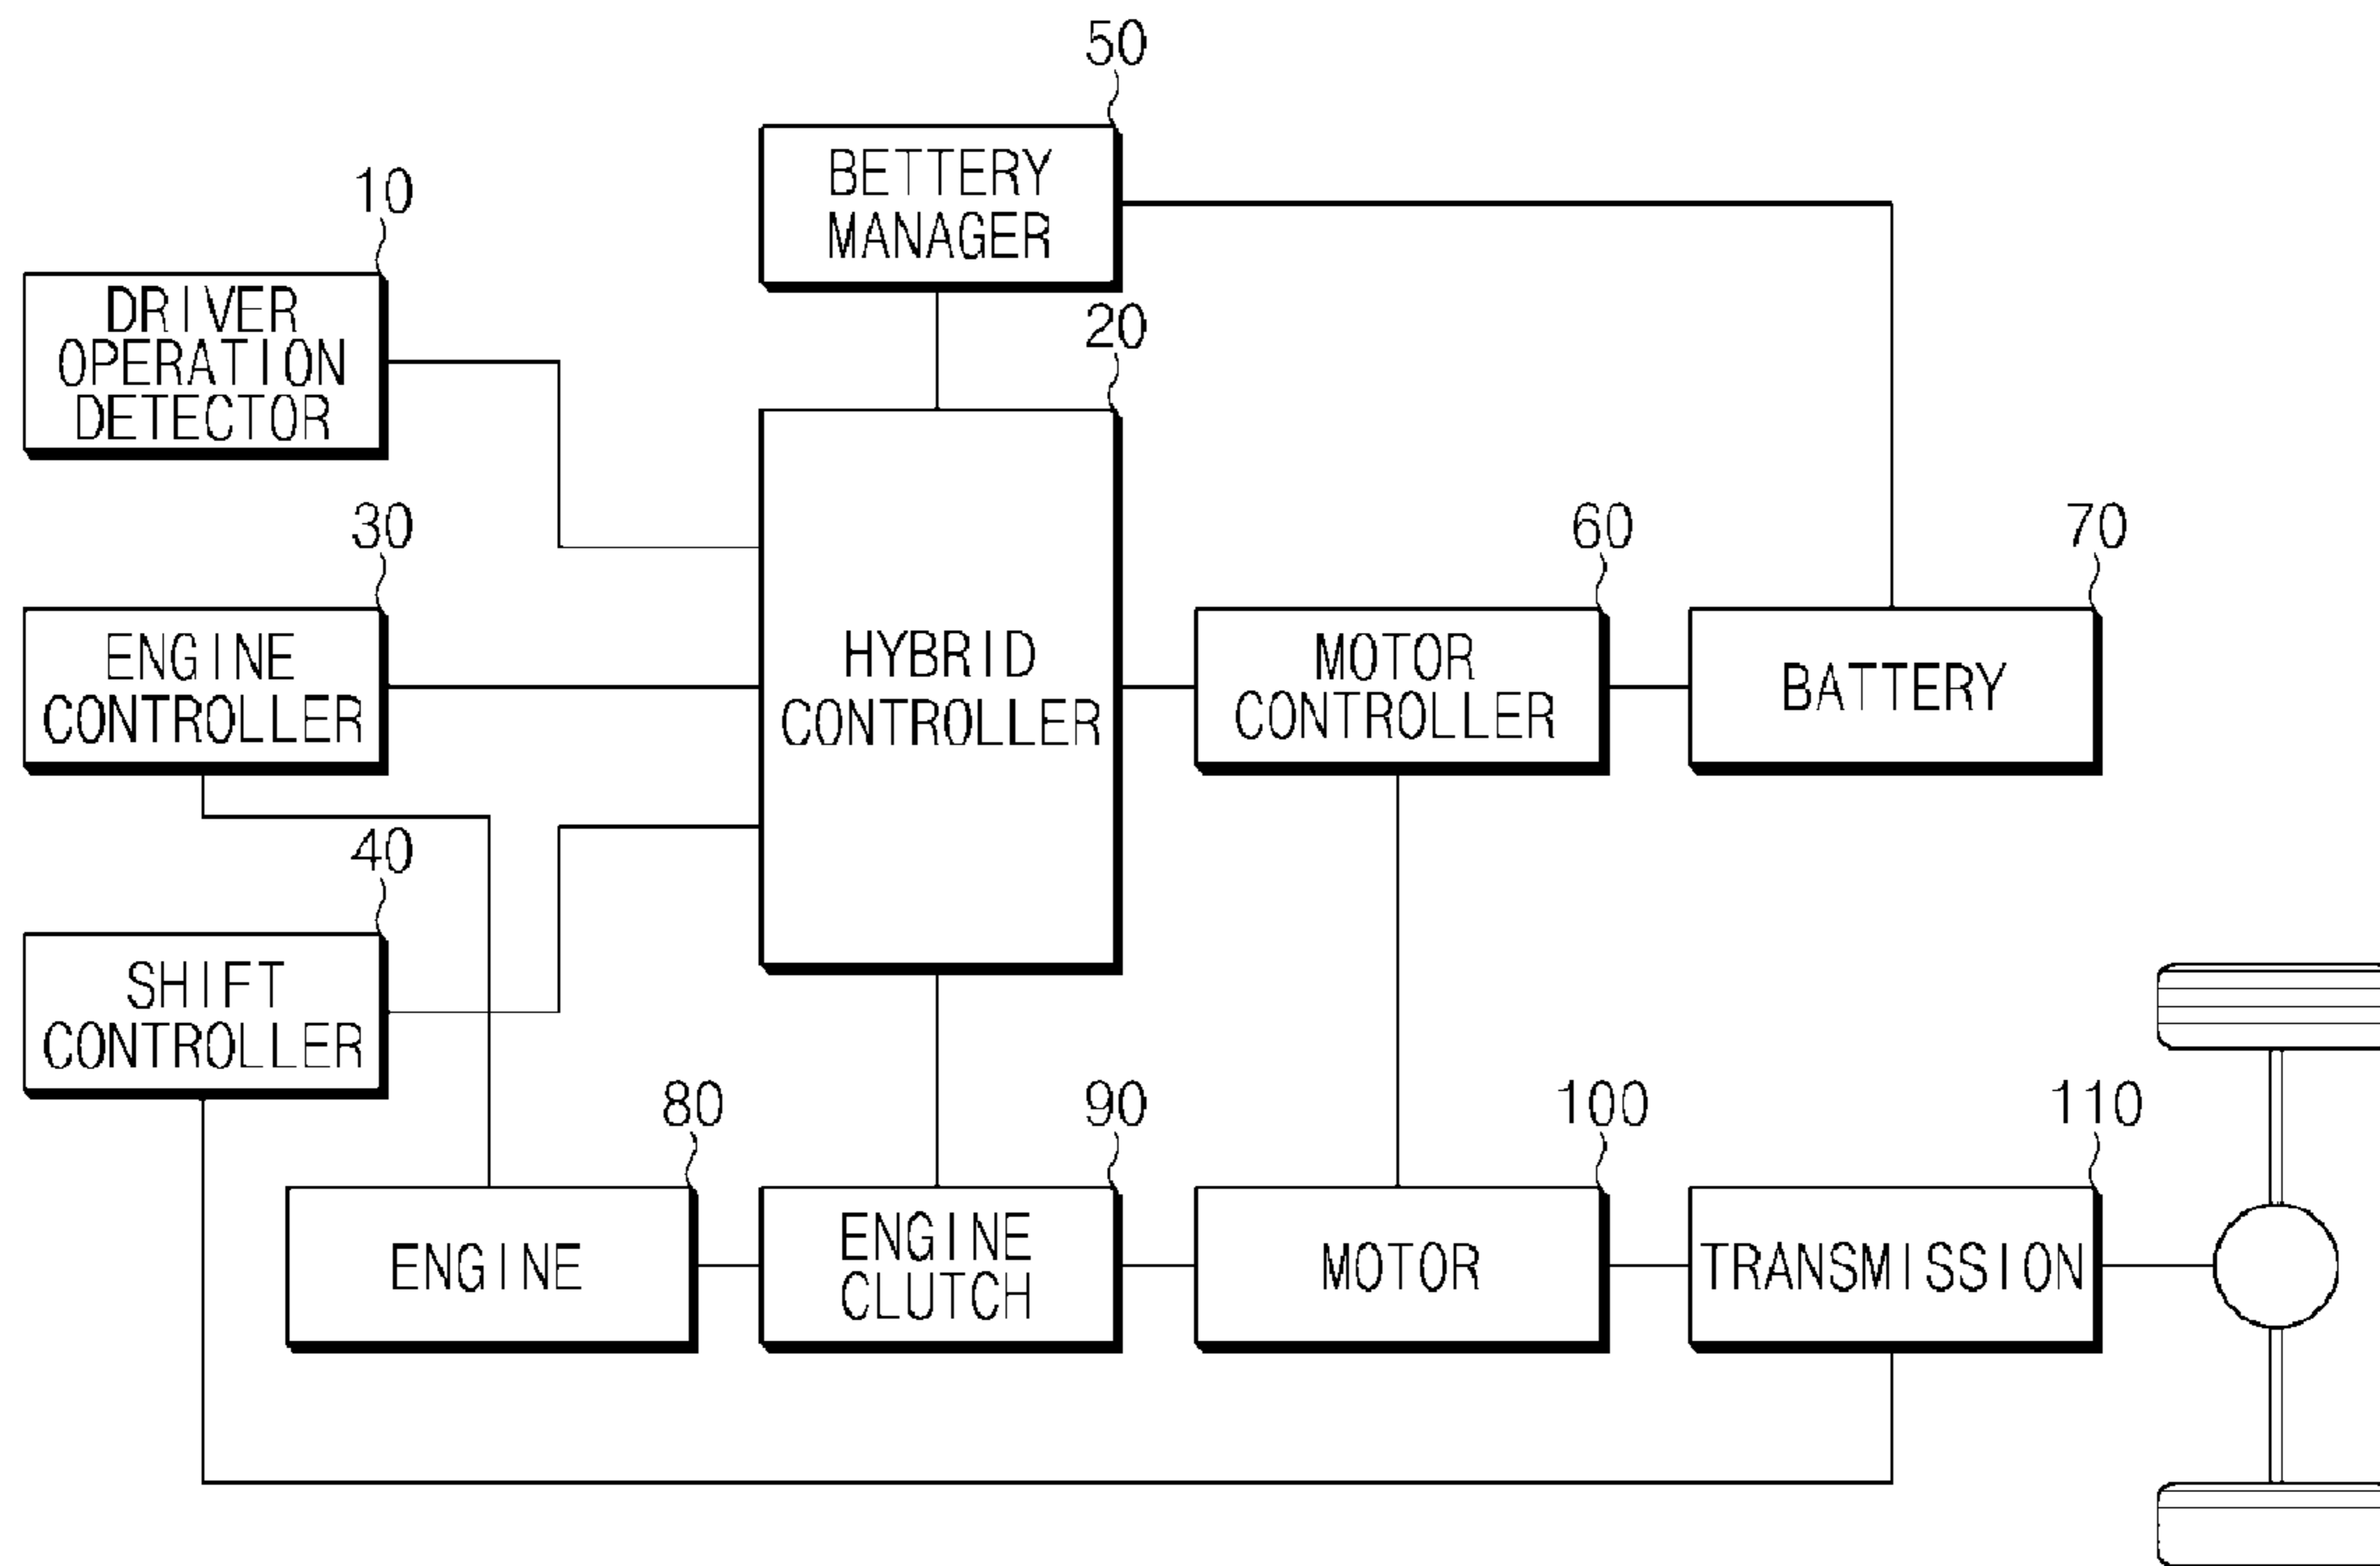 50
BETTERY
MANAGER
10
DRIVER
OPERATION
DETECTOR
20
HYBRID
CONTROLLER
30
ENGINE
CONTROLLER
60
MOTOR
CONTROLLER
70
BATTERY
40
SHIFT
CONTROLLER
80
ENGINE
90
ENGINE
CLUTCH
100
MOTOR
110
TRANSMISSION